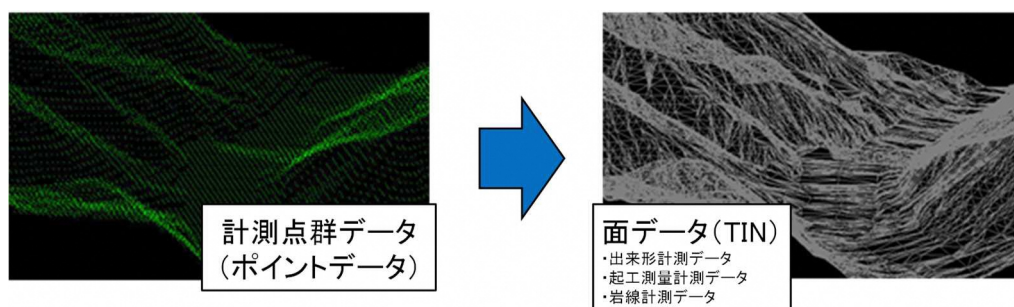 計測点群データ
(ポイントデータ)
面データ(TIN)
・出来形計測データ
・起工測量計測データ
・岩線計測データ